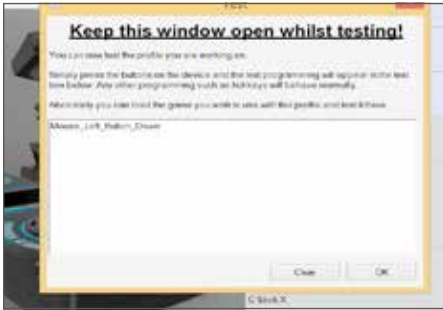 Test
Keep this window open whilst testing!
You can now test the profile you are working on.
Simply press the buttons on the device and the test programming will appear in the text
box below. Any other programming such as hotkeys will behave normally.
Alternatively you can load the game you wish to use with this profile and test it there.
Mouse_Left_Button_Down
Clear
OK
C Stick X